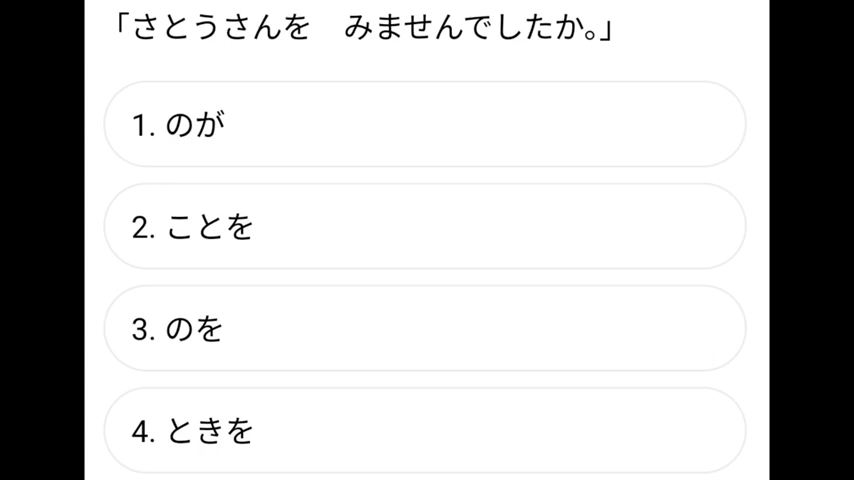 「さとうさんを　みませんでしたか。」
1. のが
2. ことを
3. のを
4. ときを